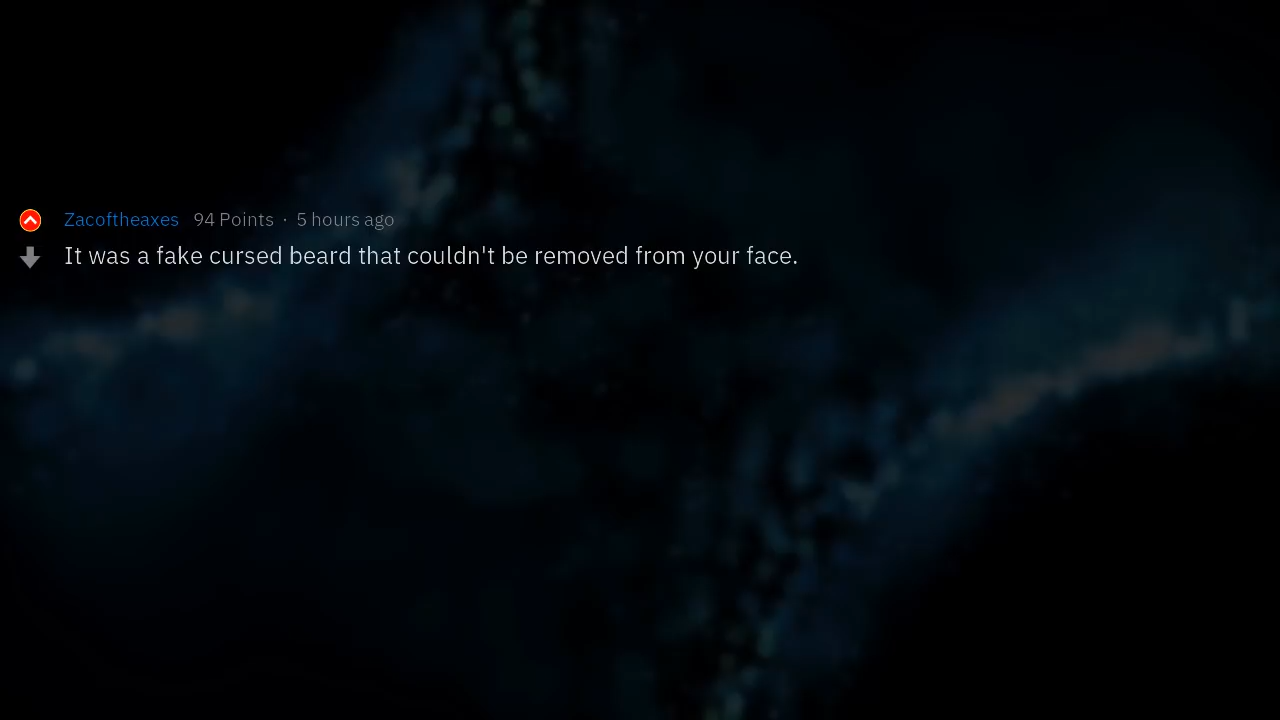 Zacoftheaxes 94 Points · 5 hours ago
It was a fake cursed beard that couldn't be removed from your face.